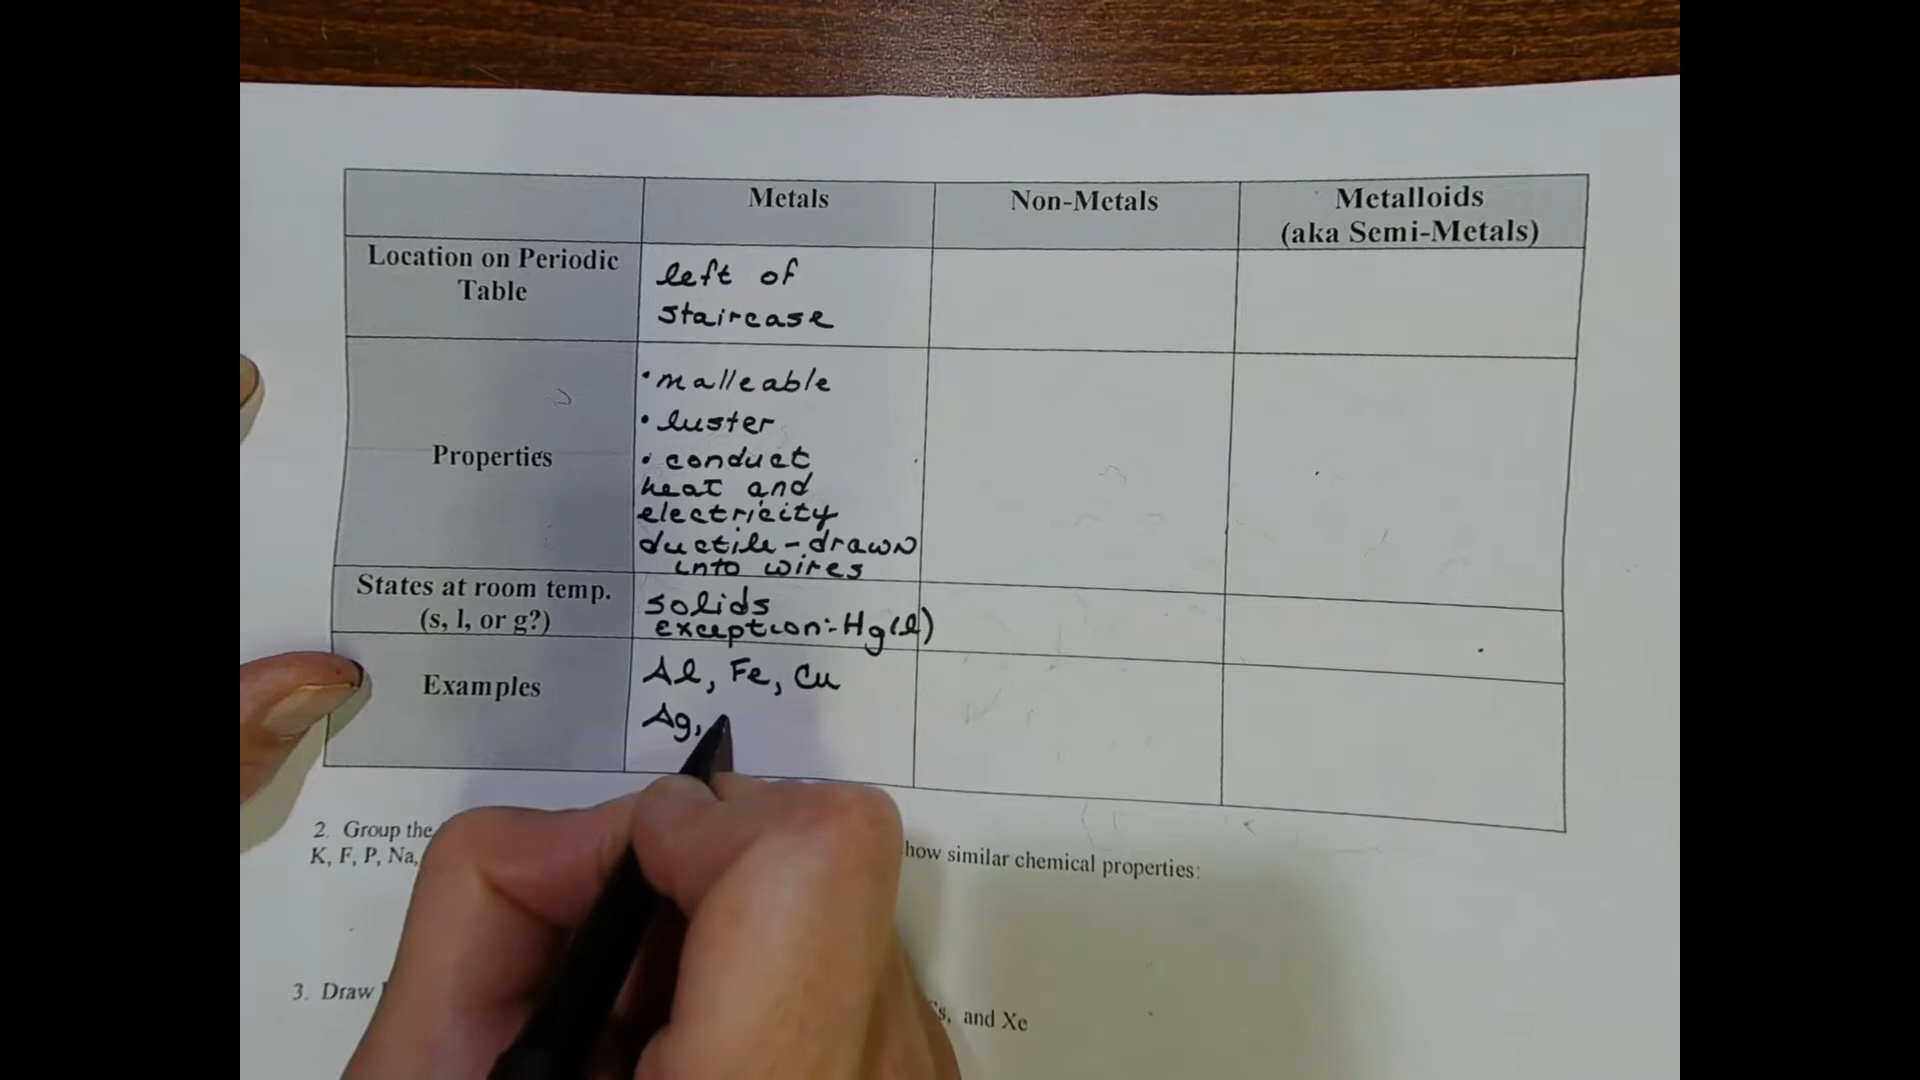 Metals
Non-Metals
Metalloids
(aka Semi-Metals)
Location on Periodic
Table
left of
staircase
Properties
• malleable
• luster
• conduct
heat and
electricity
ductile - drawn
into wires
States at room temp.
(s, l, or g?)
solids
exception:- Hg(l)
Examples
Al, Fe, Cu
Ag,
2. Group the
K, F, P, Na,
how similar chemical properties:
3. Draw
s, and Xe